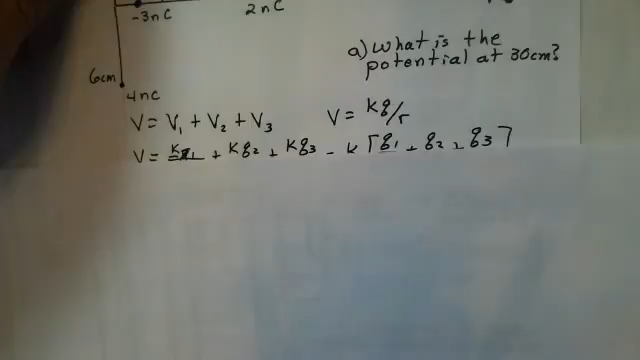 -3nC 2nC
a) What is the
potential at 30cm?
6cm
4nC
V = V1 + V2 + V3 V = Kq/r
V = Kq1 + Kq2 + Kq3 - K [q1 + q2 + q3]